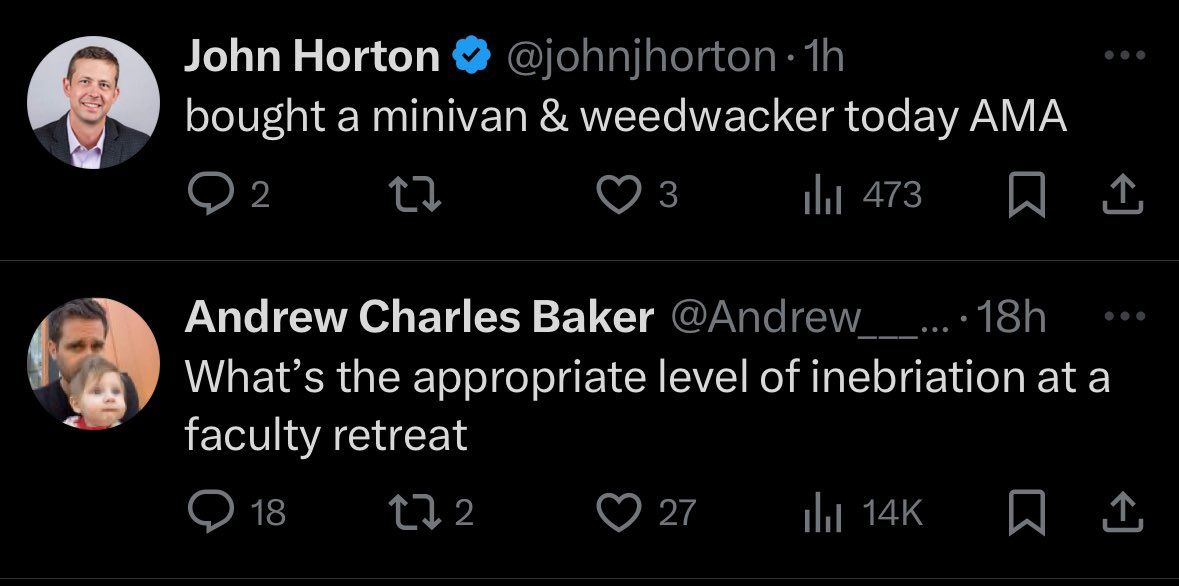 John Horton @johnjhorton · 1h
bought a minivan & weedwacker today AMA
2 3 473
Andrew Charles Baker @Andrew___... · 18h
What’s the appropriate level of inebriation at a
faculty retreat
18 2 27 14K